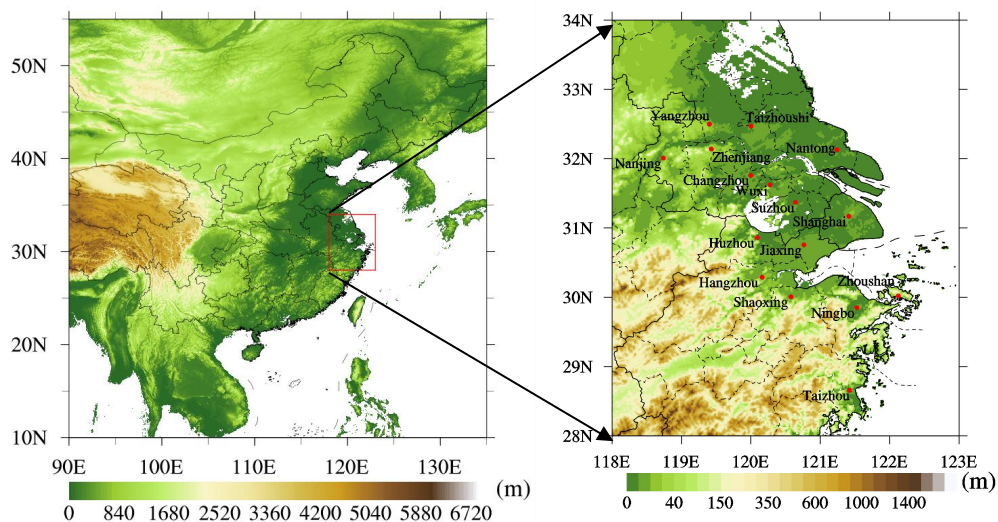 50N
40N
30N
20N
10N
90E 100E 110E 120E 130E
(m)
0 840 1680 2520 3360 4200 5040 5880 6720
34N
33N
32N
31N
30N
29N
28N
Yangzhou
Taizhoushi
Nantong
Zhenjiang
Nanjing
Changzhou
Wuxi
Suzhou
Shanghai
Huzhou
Jiaxing
Hangzhou
Zhoushan
Shaoxing
Ningbo
Taizhou
118E 119E 120E 121E 122E 123E
(m)
0 40 150 350 600 1000 1400